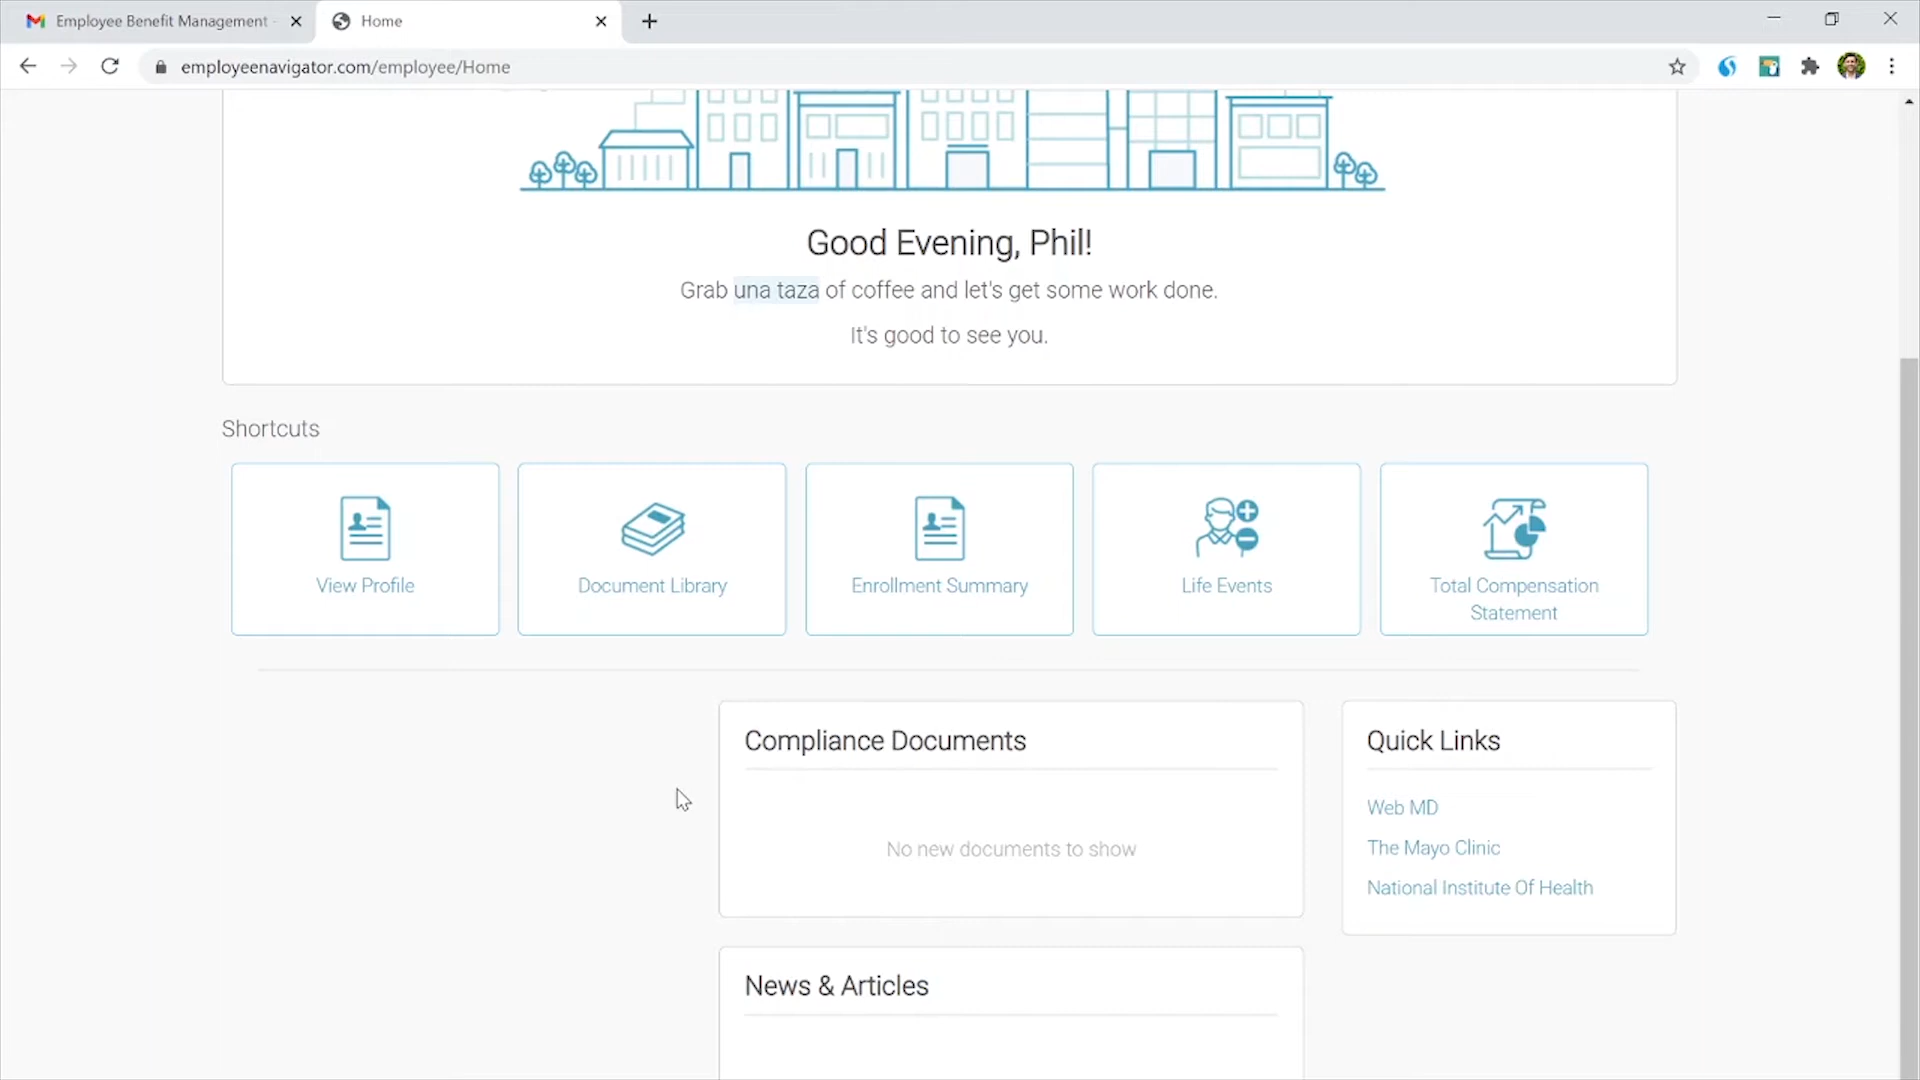 Employee Benefit Management
Home
employeenavigator.com/employee/Home
Good Evening, Phil!
Grab una taza of coffee and let's get some work done.
It's good to see you.
Shortcuts
View Profile
Document Library
Enrollment Summary
Life Events
Total Compensation
Statement
Compliance Documents
No new documents to show
Quick Links
Web MD
The Mayo Clinic
National Institute Of Health
News & Articles